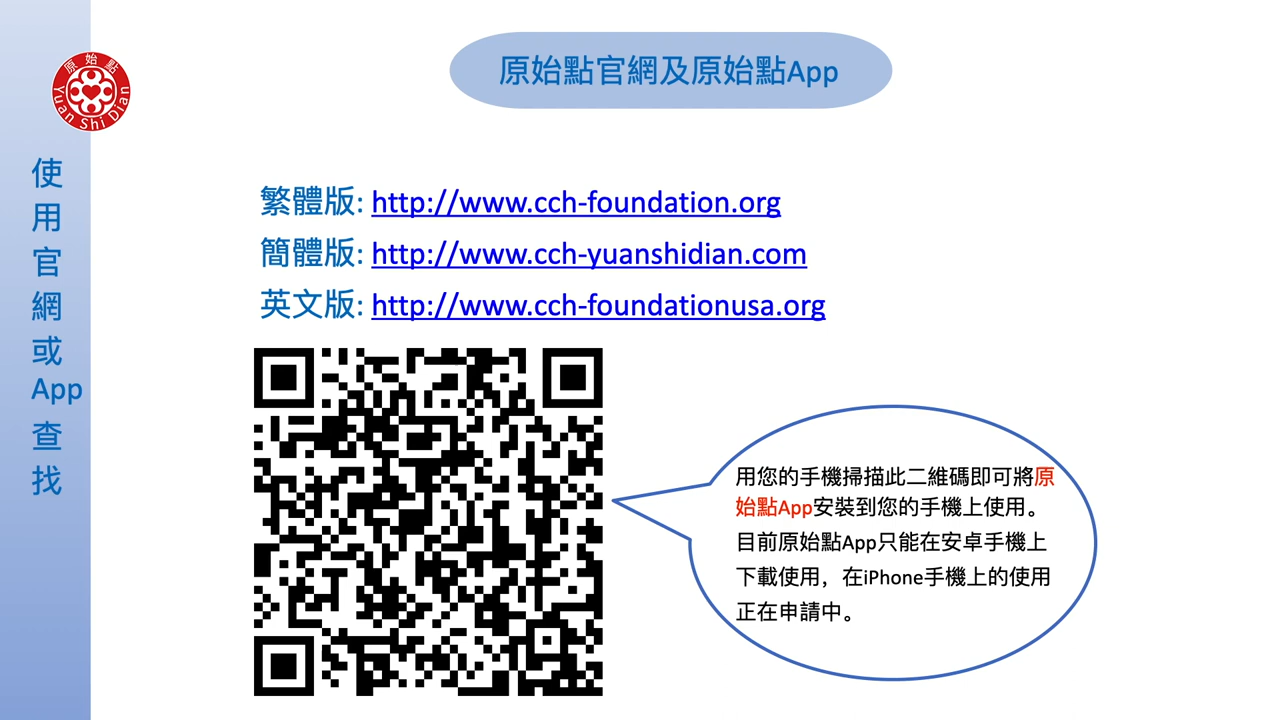 原始點
Yuan Shi Dian
原始點官網及原始點App
使
用
官
網
或
App
查
找
繁體版: http://www.cch-foundation.org
簡體版: http://www.cch-yuanshidian.com
英文版: http://www.cch-foundationusa.org
用您的手機掃描此二維碼即可將原
始點App安裝到您的手機上使用。
目前原始點App只能在安卓手機上
下載使用，在iPhone手機上的使用
正在申請中。